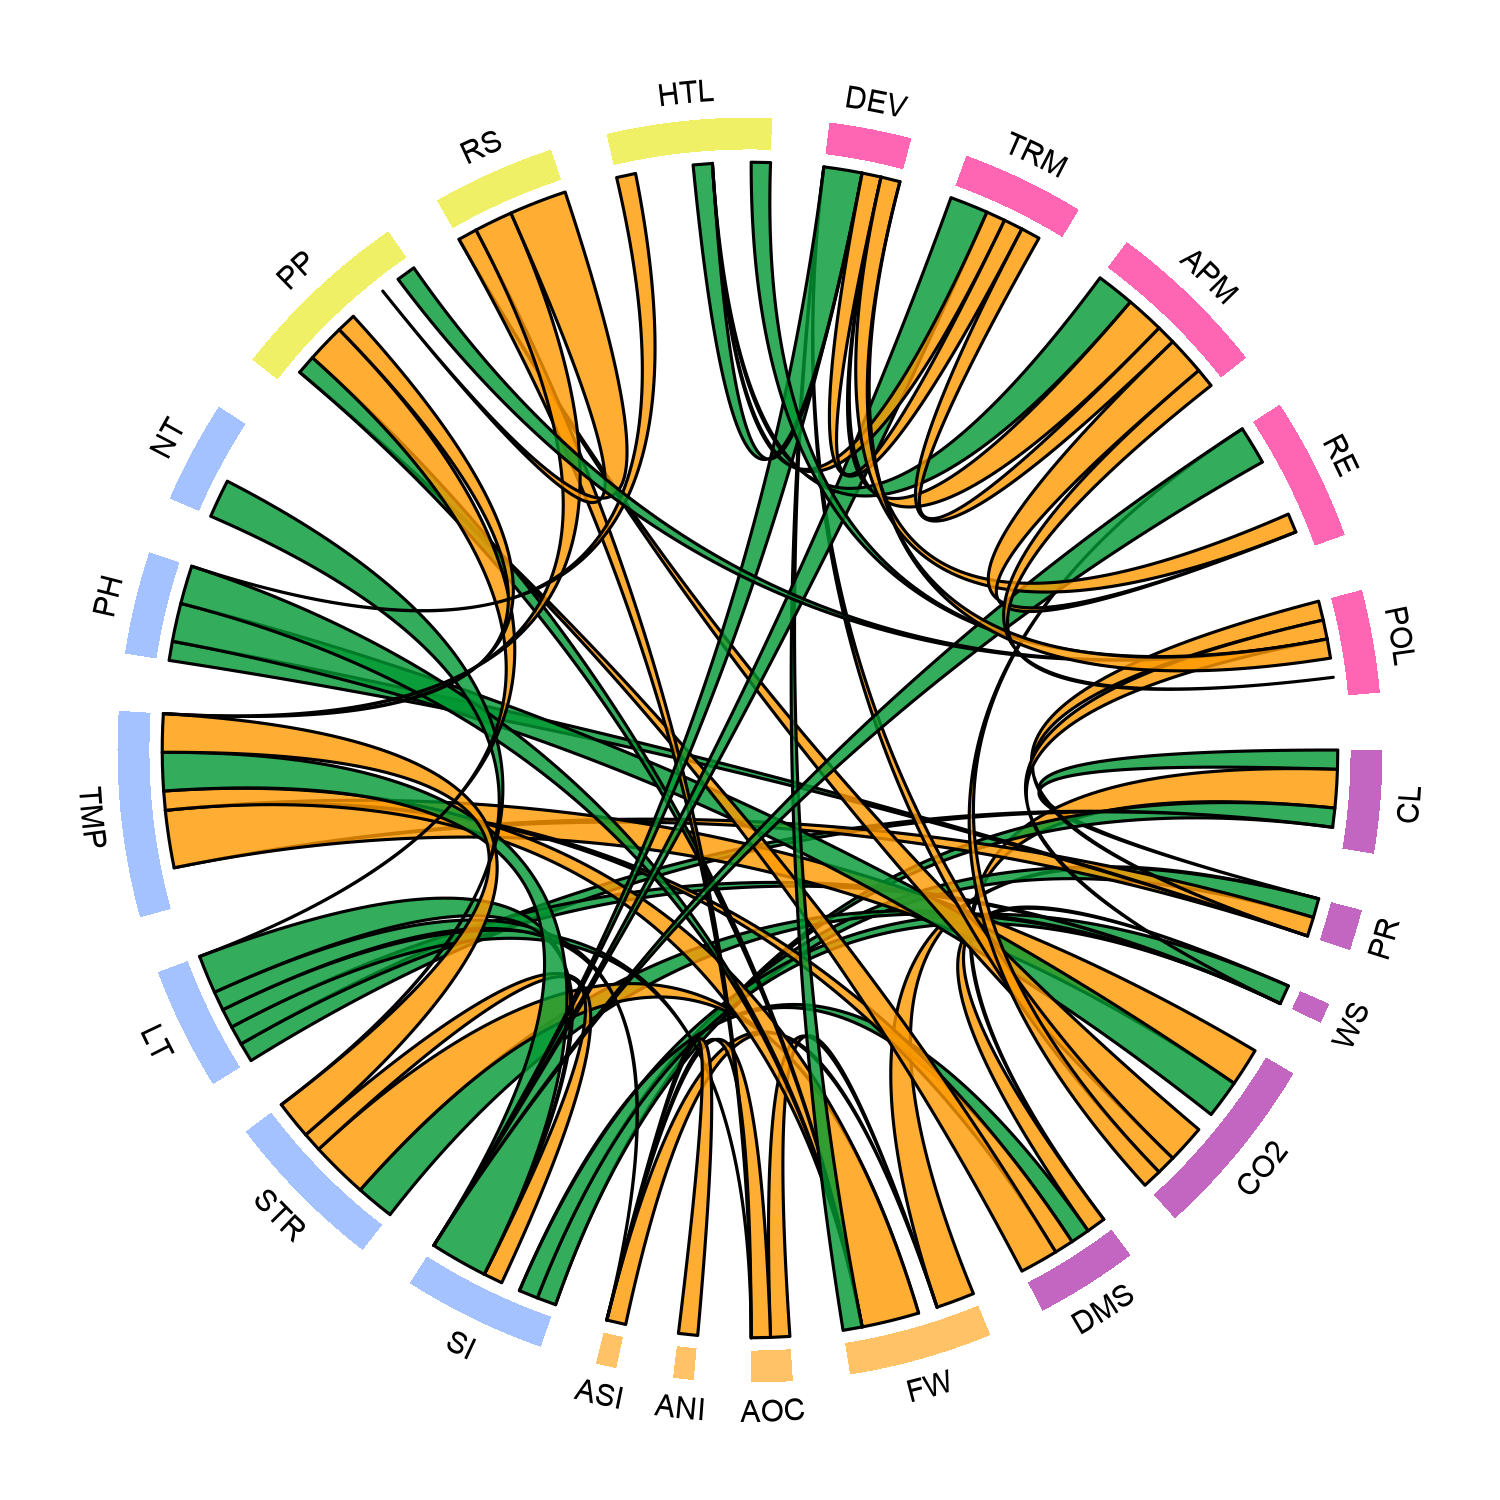 HTL
DEV
TRM
APM
RE
POL
CL
PR
WS
CO2
DMS
FW
AOC
ANI
ASI
SI
STR
LT
TMP
PH
NT
PP
RS